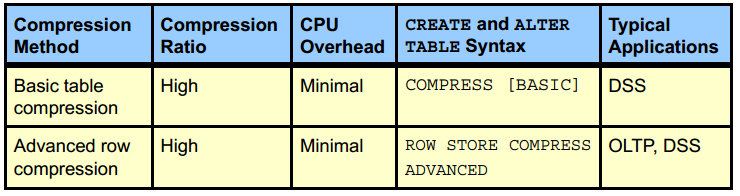 Compression Method
Compression Ratio
CPU Overhead
CREATE and ALTER TABLE Syntax
Typical Applications
Basic table compression
High
Minimal
COMPRESS [BASIC]
DSS
Advanced row compression
High
Minimal
ROW STORE COMPRESS ADVANCED
OLTP, DSS